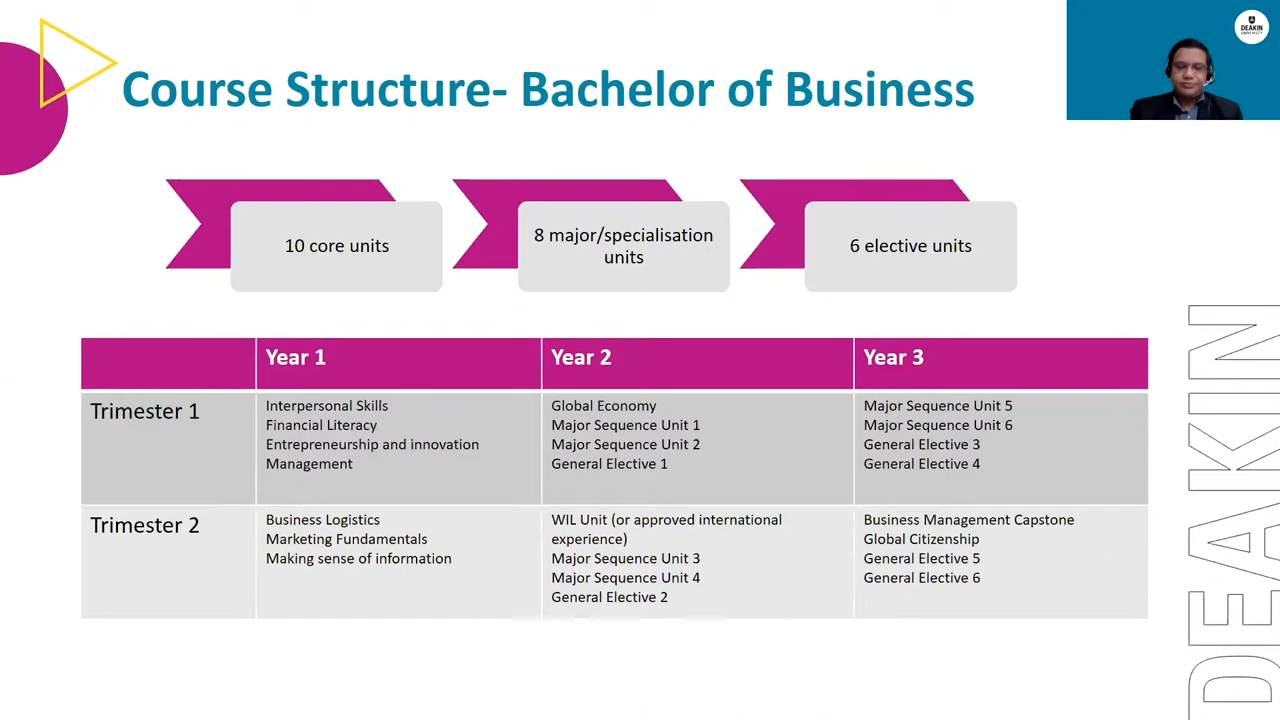 DEAKIN
UNIVERSITY
Course Structure- Bachelor of Business
10 core units
8 major/specialisation
units
6 elective units
Year 1
Year 2
Year 3
Trimester 1
Interpersonal Skills
Financial Literacy
Entrepreneurship and innovation
Management
Global Economy
Major Sequence Unit 1
Major Sequence Unit 2
General Elective 1
Major Sequence Unit 5
Major Sequence Unit 6
General Elective 3
General Elective 4
Trimester 2
Business Logistics
Marketing Fundamentals
Making sense of information
WIL Unit (or approved international
experience)
Major Sequence Unit 3
Major Sequence Unit 4
General Elective 2
Business Management Capstone
Global Citizenship
General Elective 5
General Elective 6
DEAKIN